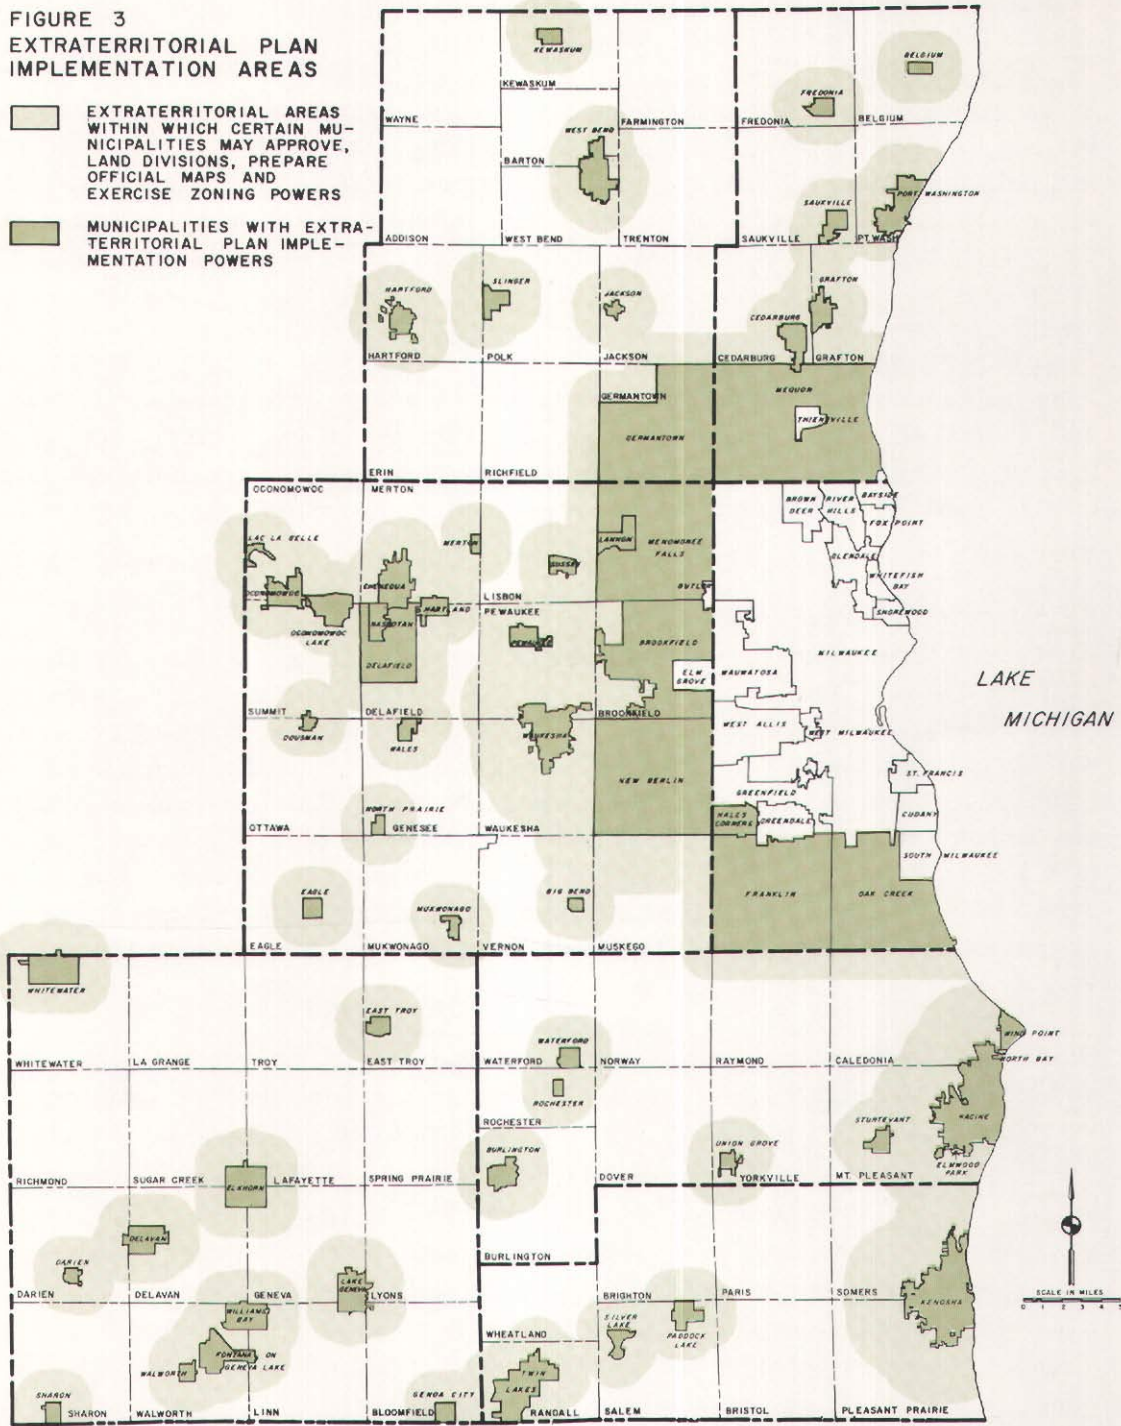 FIGURE 3
EXTRATERRITORIAL PLAN
IMPLEMENTATION AREAS
EXTRATERRITORIAL AREAS
WITHIN WHICH CERTAIN MU-
NICIPALITIES MAY APPROVE,
LAND DIVISIONS, PREPARE
OFFICIAL MAPS AND
EXERCISE ZONING POWERS
MUNICIPALITIES WITH EXTRA-
TERRITORIAL PLAN IMPLE-
MENTATION POWERS
KEWASKUM
BELGIUM
KEWASKUM
FREDONIA
WAYNE
FARMINGTON
FREDONIA
BELGIUM
WEST BEND
BARTON
PORT WASHINGTON
SAUKVILLE
ADDISON
WEST BEND
TRENTON
SAUKVILLE
PT. WASH.
HARTFORD
SLINGER
JACKSON
GRAFTON
CEDARBURG
HARTFORD
POLK
JACKSON
CEDARBURG
GRAFTON
GERMANTOWN
MEQUON
THIENSVILLE
GERMANTOWN
ERIN
RICHFIELD
OCONOMOWOC
MERTON
BROWN
DEER
RIVER
HILLS
BAYSIDE
FOX POINT
LAC LA BELLE
MERTON
LANNON
MENOMONEE
FALLS
GLENDALE
SUSSEX
WHITEFISH
BAY
CHENEQUA
BUTLER
OCONOMOWOC
LISBON
HARTLAND
PEWAUKEE
SHOREWOOD
NASHOTAH
OCONOMOWOC
LAKE
PEWAUKEE
BROOKFIELD
MILWAUKEE
DELAFIELD
ELM
GROVE
WAUWATOSA
LAKE
MICHIGAN
SUMMIT
DELAFIELD
BROOKFIELD
WEST ALLIS
WEST MILWAUKEE
DOUSMAN
WALES
WAUKESHA
NEW BERLIN
ST. FRANCIS
GREENFIELD
NORTH PRAIRIE
HALES
CORNERS
GREENDALE
CUDAHY
OTTAWA
GENESEE
WAUKESHA
SOUTH MILWAUKEE
EAGLE
BIG BEND
FRANKLIN
OAK CREEK
MUKWONAGO
EAGLE
MUKWONAGO
VERNON
MUSKEGO
WHITEWATER
EAST TROY
WIND POINT
WATERFORD
NORTH BAY
WHITEWATER
LA GRANGE
TROY
EAST TROY
WATERFORD
NORWAY
RAYMOND
CALEDONIA
ROCHESTER
RACINE
ROCHESTER
STURTEVANT
BURLINGTON
UNION GROVE
ELMWOOD
PARK
RICHMOND
SUGAR CREEK
ELKHORN
LAFAYETTE
SPRING PRAIRIE
DOVER
YORKVILLE
MT. PLEASANT
DELAVAN
BURLINGTON
DARIEN
LAKE
GENEVA
DARIEN
DELAVAN
GENEVA
LYONS
BRIGHTON
PARIS
SOMERS
SCALE IN MILES
0 1 2 3 4 5
KENOSHA
WILLIAMS
BAY
SILVER
LAKE
PADDOCK
LAKE
WHEATLAND
FONTANA ON
GENEVA LAKE
WALWORTH
TWIN
LAKES
SHARON
GENOA CITY
SHARON
WALWORTH
LINN
BLOOMFIELD
RANDALL
SALEM
BRISTOL
PLEASANT PRAIRIE